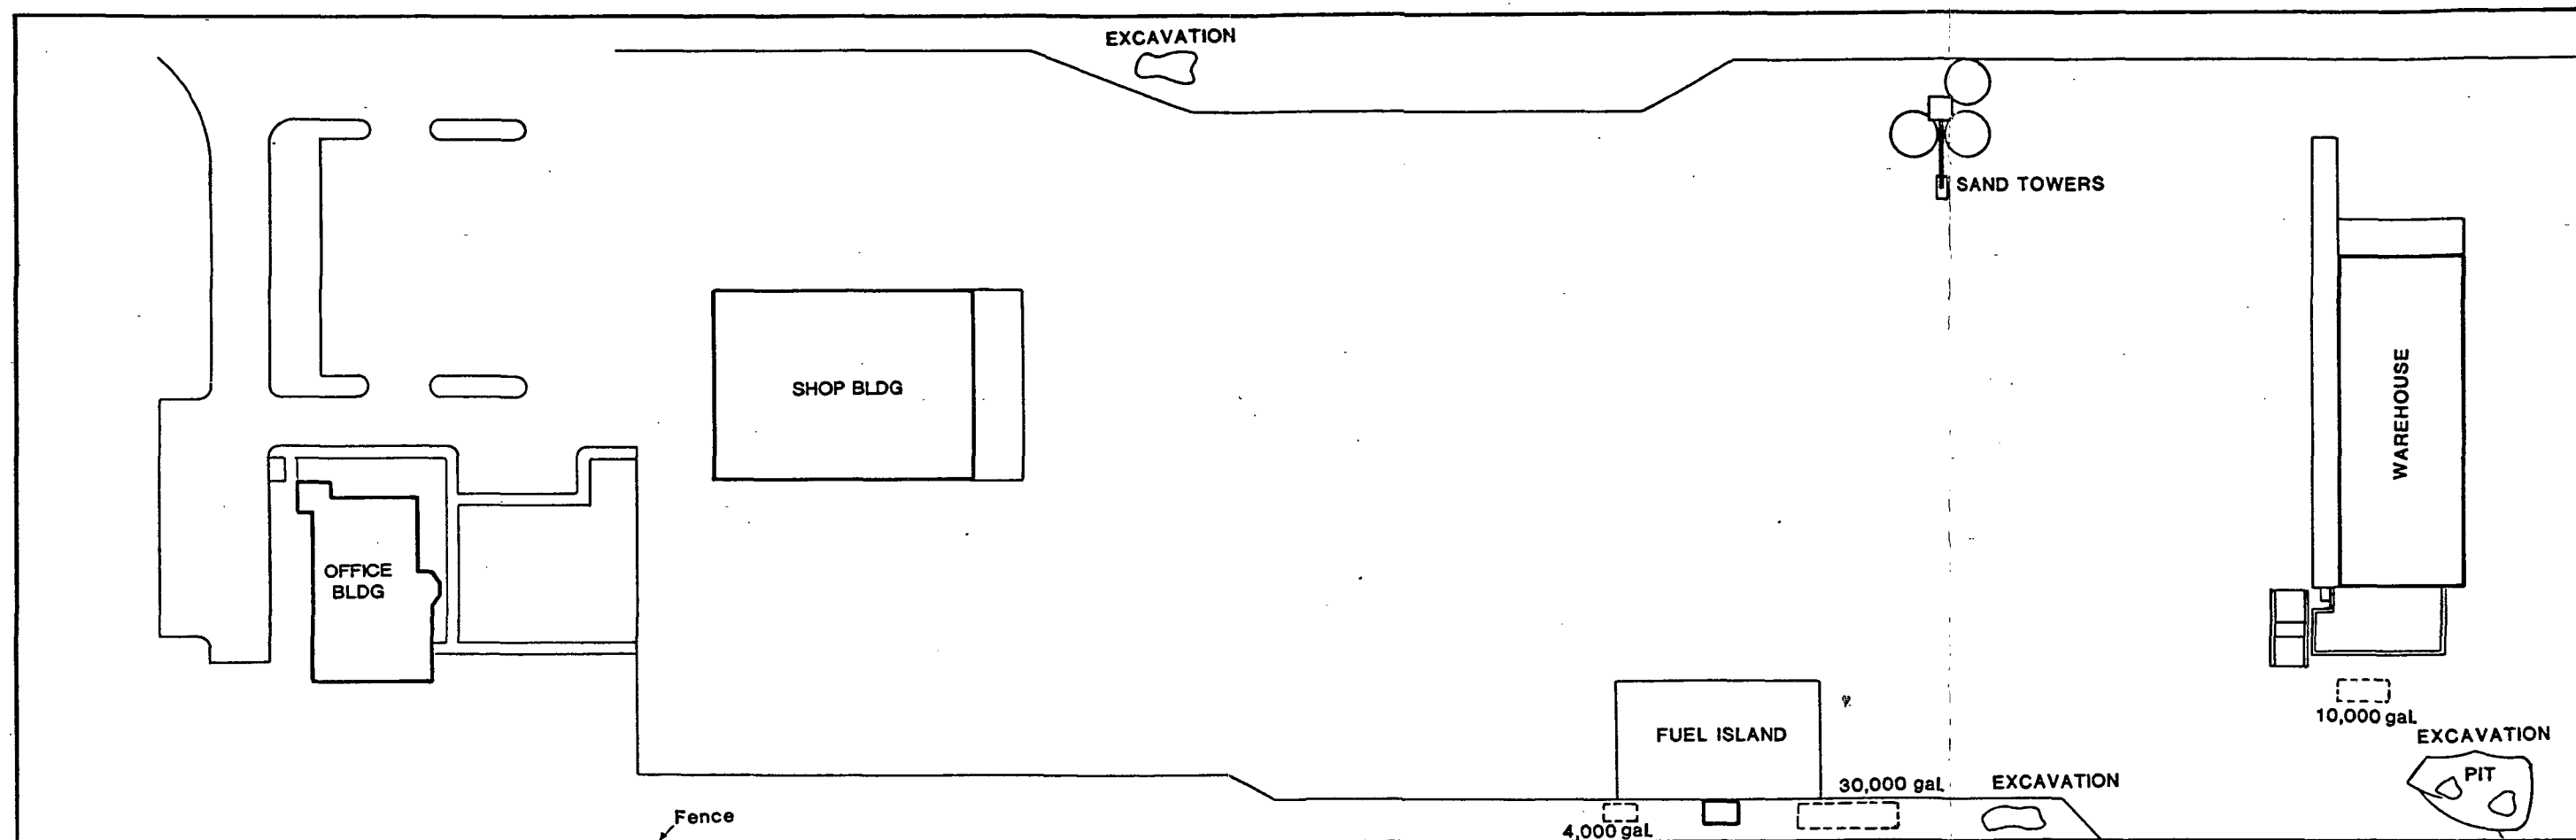 EXCAVATION
SAND TOWERS
SHOP BLDG
WAREHOUSE
OFFICE
BLDG
10,000 gal.
FUEL ISLAND
EXCAVATION
PIT
30,000 gal.
EXCAVATION
Fence
4,000 gal.